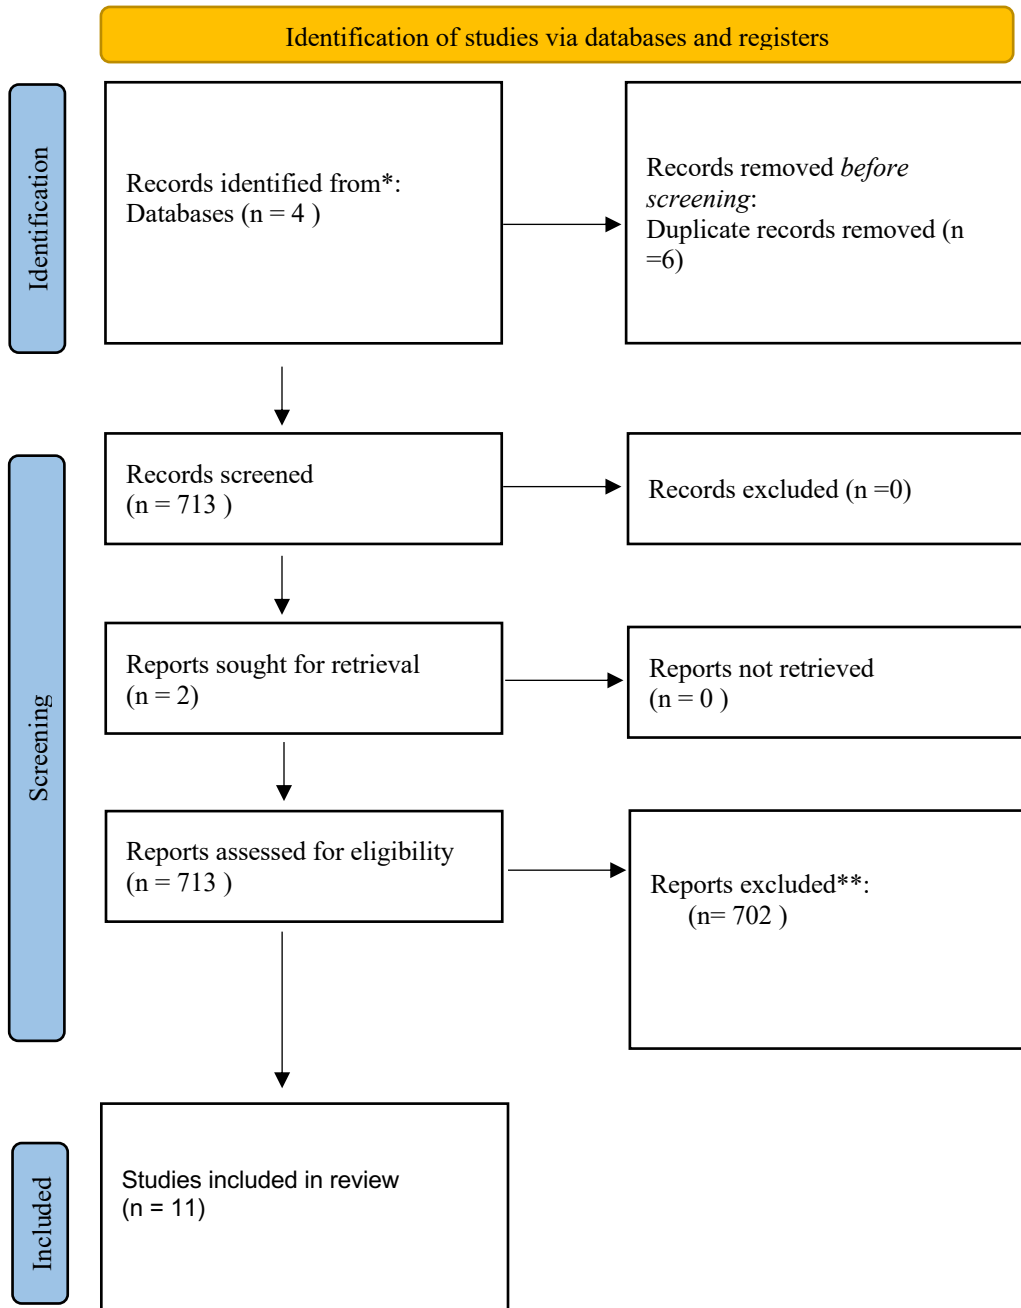 Identification of studies via databases and registers
Identification
Records identified from*:
Databases (n = 4 )
Records removed before
screening:
Duplicate records removed (n
=6)
Screening
Records screened
(n = 713 )
Records excluded (n =0)
Reports sought for retrieval
(n = 2)
Reports not retrieved
(n = 0 )
Reports assessed for eligibility
(n = 713 )
Reports excluded**:
(n= 702 )
Included
Studies included in review
(n = 11)